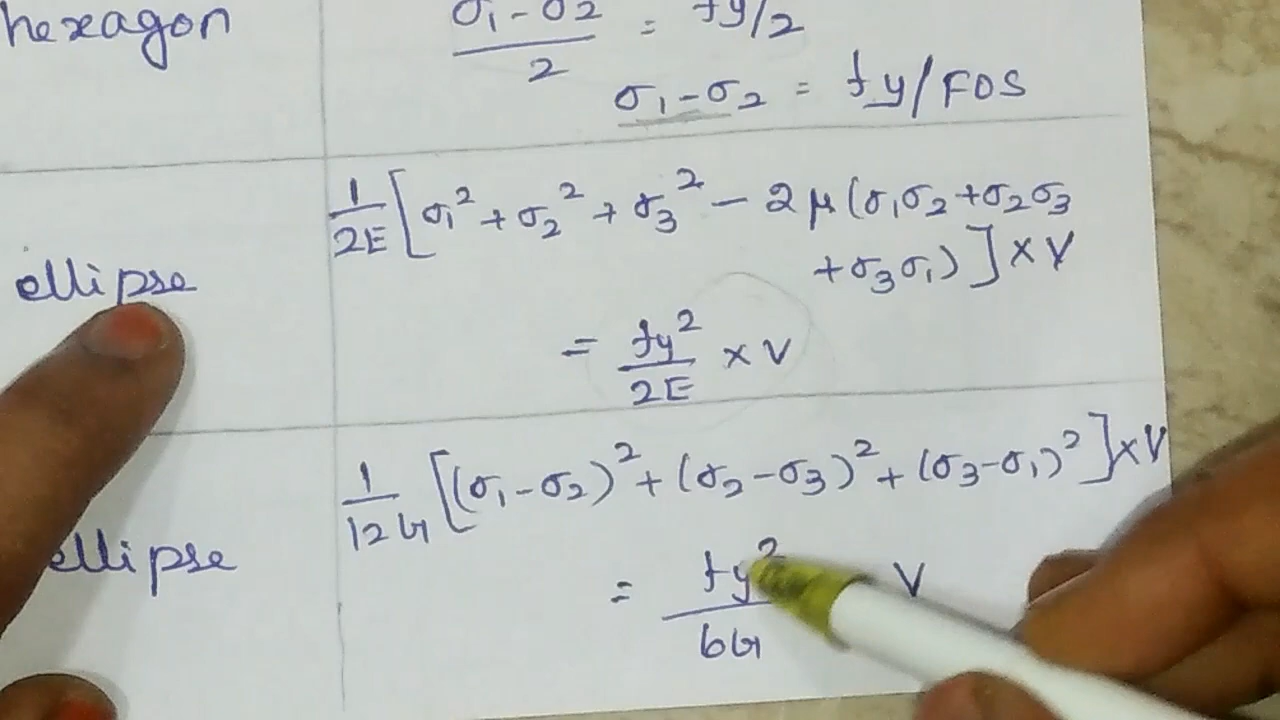 hexagon
σ1 - σ2 / 2 = fy/2
σ1 - σ2 = fy/FOS
1/2E [σ1² + σ2² + σ3² - 2μ(σ1σ2 + σ2σ3
+ σ3σ1)] × V
ellipse
= fy²/2E × V
1/12G [(σ1 - σ2)² + (σ2 - σ3)² + (σ3 - σ1)²] × V
ellipse
= fy²/6G V